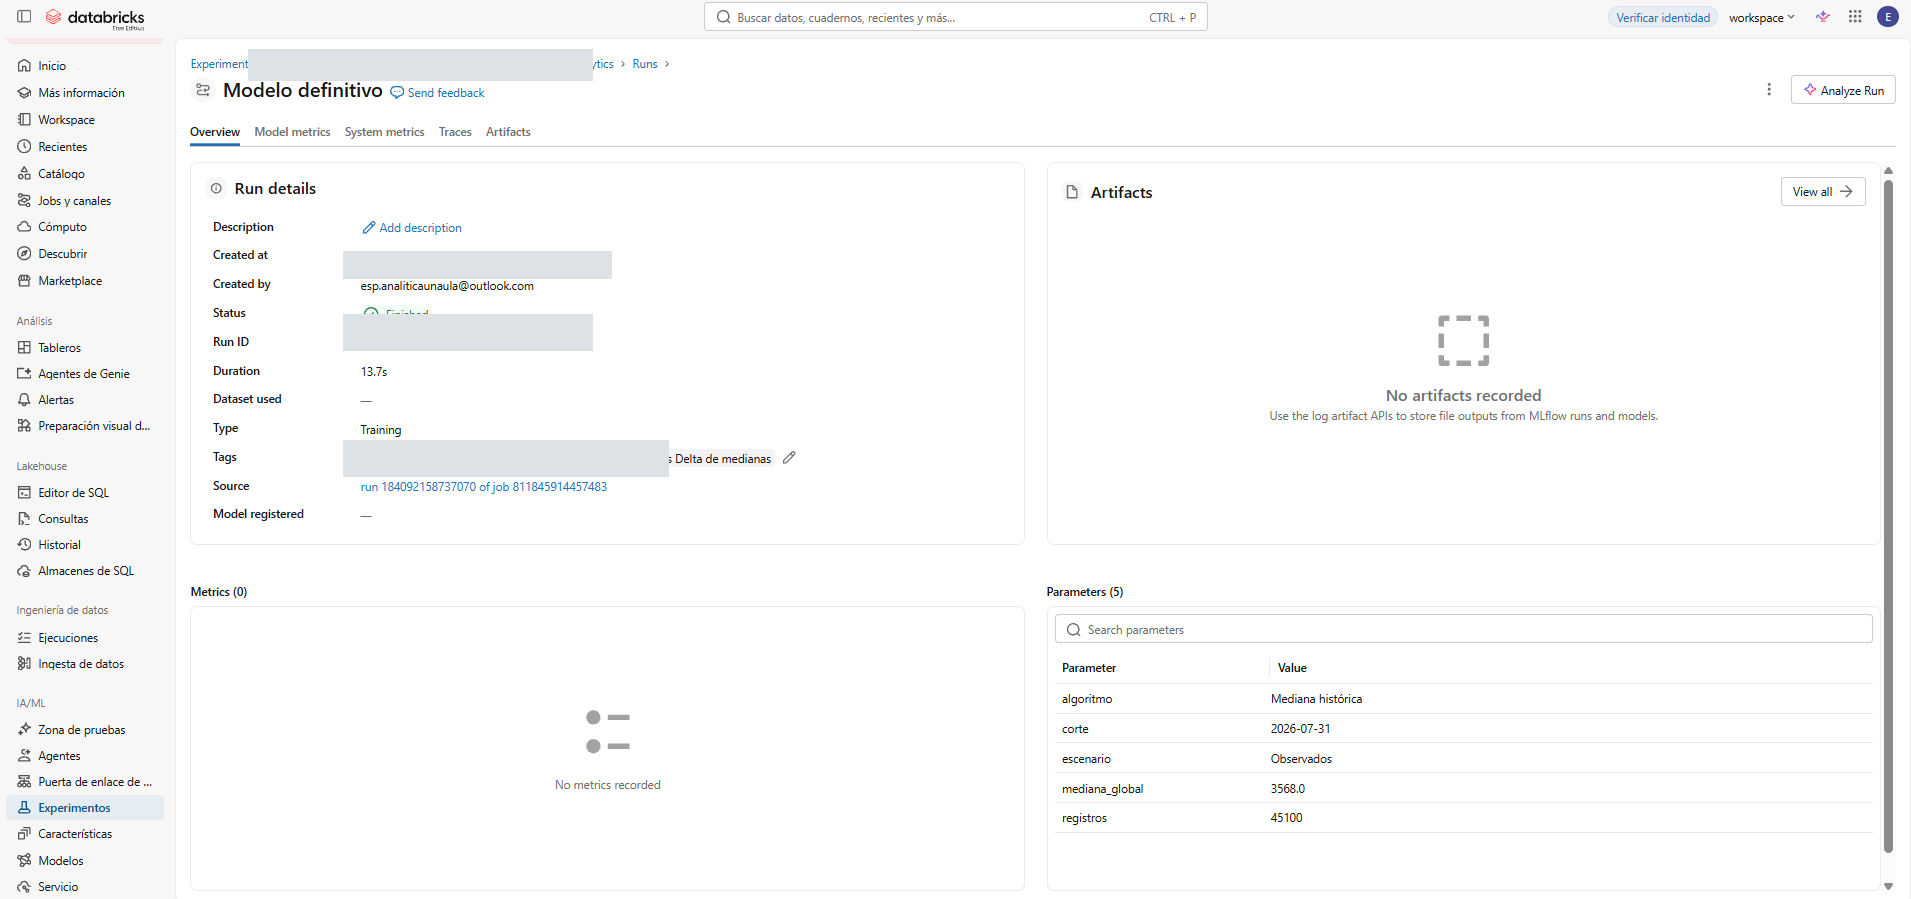 databricks
Free Edition
Buscar datos, cuadernos, recientes y más...
CTRL + P
Verificar identidad
workspace
E
Inicio
Más información
Workspace
Recientes
Catálogo
Jobs y canales
Cómputo
Descubrir
Marketplace
Análisis
Tableros
Agentes de Genie
Alertas
Preparación visual d...
Lakehouse
Editor de SQL
Consultas
Historial
Almacenes de SQL
Ingeniería de datos
Ejecuciones
Ingesta de datos
IA/ML
Zona de pruebas
Agentes
Puerta de enlace de ...
Experimentos
Características
Modelos
Servicio
Experiment ytics > Runs >
Modelo definitivo
Send feedback
Analyze Run
Overview
Model metrics
System metrics
Traces
Artifacts
Run details
Description
Add description
Created at
Created by
esp.analiticaunaula@outlook.com
Status
Finished
Run ID
Duration
13.7s
Dataset used
—
Type
Training
Tags
s Delta de medianas
Source
run 184092158737070 of job 811845914457483
Model registered
—
Artifacts
View all
No artifacts recorded
Use the log artifact APIs to store file outputs from MLflow runs and models.
Metrics (0)
No metrics recorded
Parameters (5)
Search parameters
Parameter Value
algoritmo Mediana histórica
corte 2026-07-31
escenario Observados
mediana_global 3568.0
registros 45100